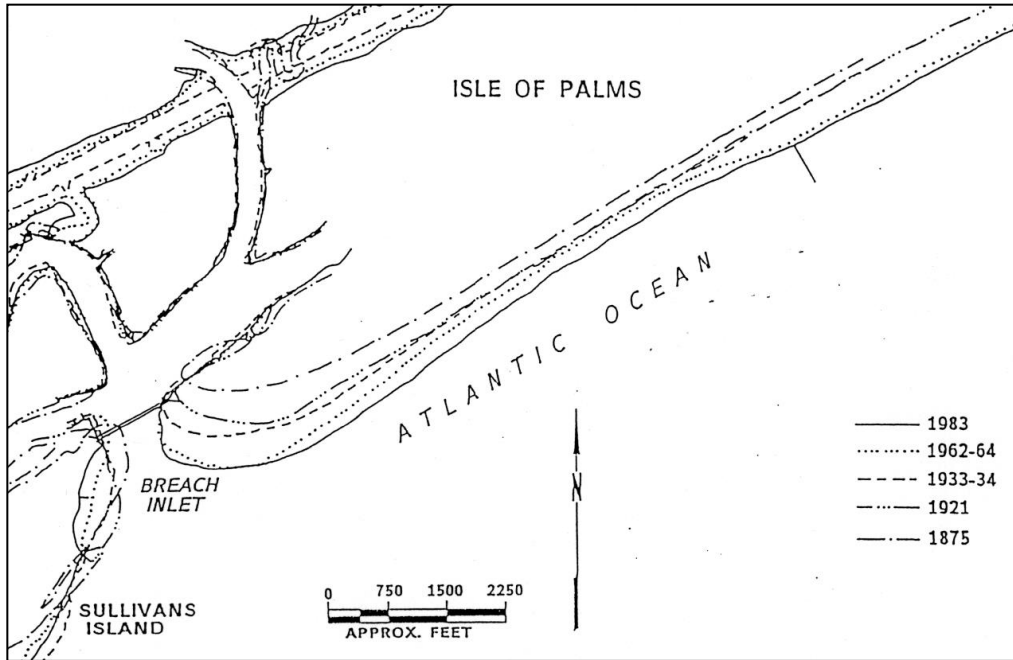 ISLE OF PALMS
ATLANTIC OCEAN
BREACH
INLET
SULLIVANS
ISLAND
N
0 750 1500 2250
APPROX. FEET
1983
1962-64
1933-34
1921
1875